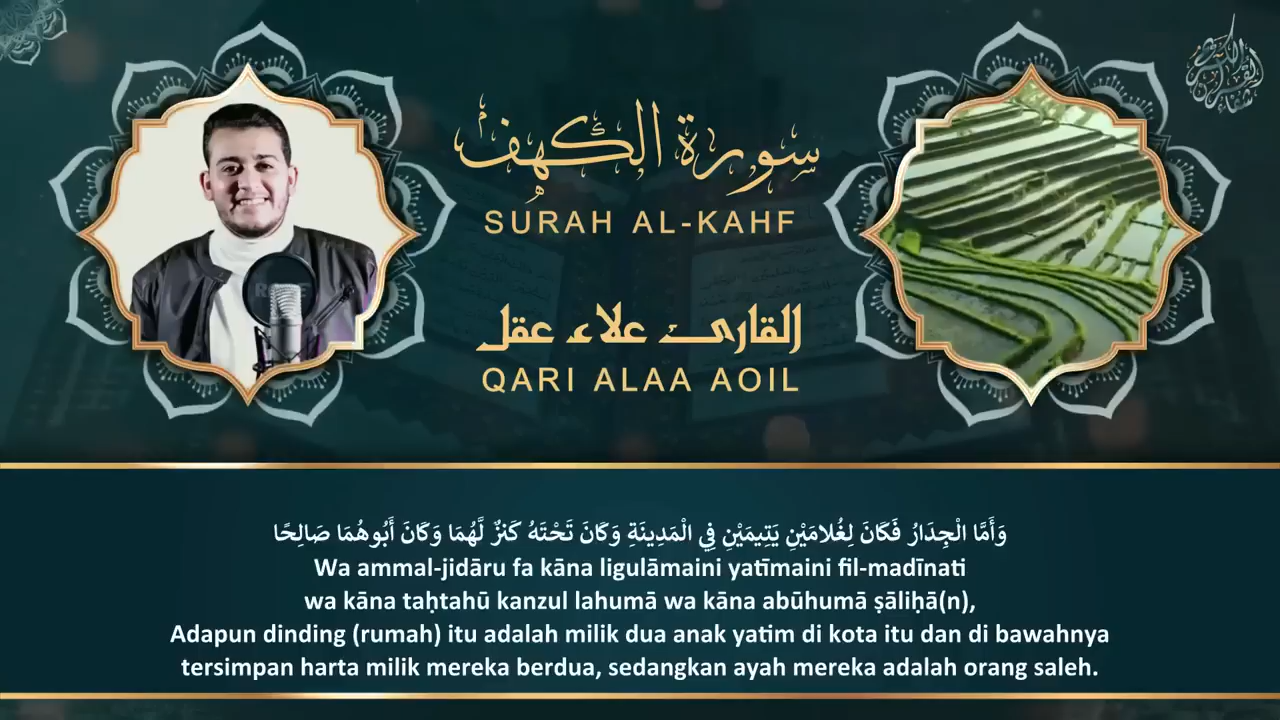 سورة الكهف
SURAH AL-KAHF
القارئ علاء عقل
QARI ALAA AOIL
وَأَمَّا الْجِدَارُ فَكَانَ لِغُلَامَيْنِ يَتِيمَيْنِ فِي الْمَدِينَةِ وَكَانَ تَحْتَهُ كَنزٌ لَّهُمَا وَكَانَ أَبُوهُمَا صَالِحًا
Wa ammal-jidāru fa kāna ligulāmaini yatīmaini fil-madīnati
wa kāna taḥtahū kanzul lahumā wa kāna abūhumā ṣāliḥā(n),
Adapun dinding (rumah) itu adalah milik dua anak yatim di kota itu dan di bawahnya
tersimpan harta milik mereka berdua, sedangkan ayah mereka adalah orang saleh.